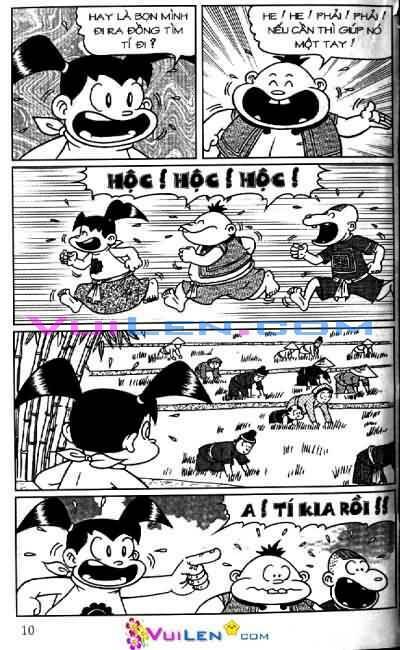 HAY LÀ BỌN MÌNH
ĐI RA ĐỒNG TÌM
TÍ ĐI ?
HE ! HE ! PHẢI ! PHẢI !
NẾU CẦN THÌ GIÚP NÓ
MỘT TAY !
HỘC ! HỘC ! HỘC !
VuiLen.com
A ! TÍ KIA RỒI !!
10
VuiLen.com